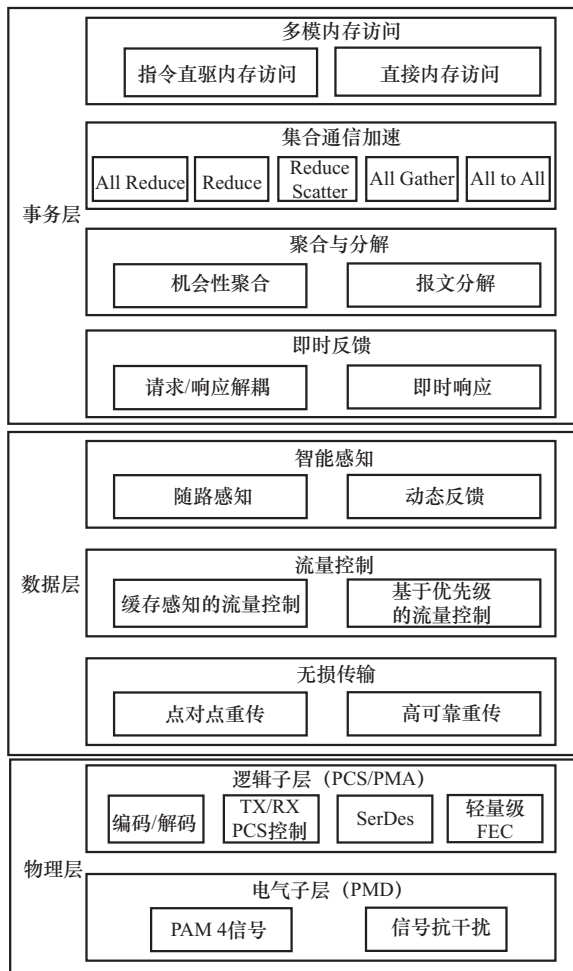 多模内存访问
指令直驱内存访问
直接内存访问
集合通信加速
All Reduce
Reduce
Reduce
Scatter
All Gather
All to All
事务层
聚合与分解
机会性聚合
报文分解
即时反馈
请求/响应解耦
即时响应
智能感知
随路感知
动态反馈
数据层
流量控制
缓存感知的流量控制
基于优先级
的流量控制
无损传输
点对点重传
高可靠重传
逻辑子层（PCS/PMA）
编码/解码
TX/RX
PCS控制
SerDes
轻量级
FEC
物理层
电气子层（PMD）
PAM 4信号
信号抗干扰